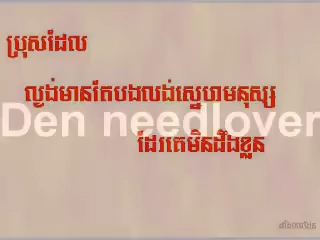 ប្រុសដែល
ល្ងង់មានតែបងលង់ស្នេហាមនុស្ស
Den needlover
ដែរគេមិនដឹងខ្លួន